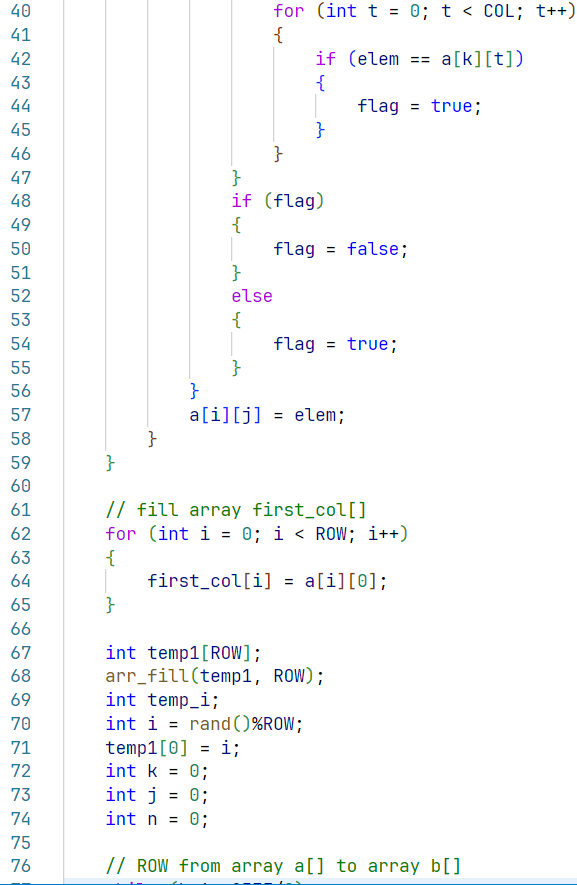 40 for (int t = 0; t < COL; t++)
41 {
42 if (elem == a[k][t])
43 {
44 flag = true;
45 }
46 }
47 }
48 if (flag)
49 {
50 flag = false;
51 }
52 else
53 {
54 flag = true;
55 }
56 }
57 a[i][j] = elem;
58 }
59 }
60
61 // fill array first_col[]
62 for (int i = 0; i < ROW; i++)
63 {
64 first_col[i] = a[i][0];
65 }
66
67 int temp1[ROW];
68 arr_fill(temp1, ROW);
69 int temp_i;
70 int i = rand()%ROW;
71 temp1[0] = i;
72 int k = 0;
73 int j = 0;
74 int n = 0;
75
76 // ROW from array a[] to array b[]